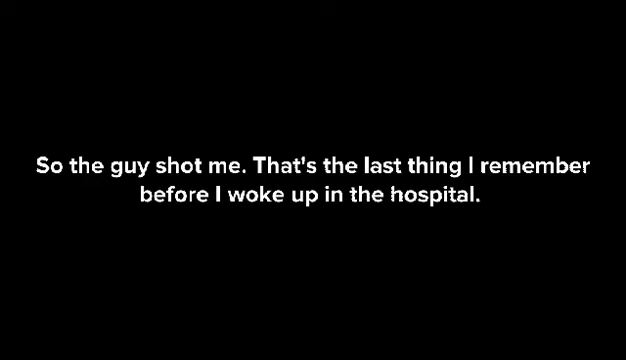 So the guy shot me. That's the last thing I remember
before I woke up in the hospital.